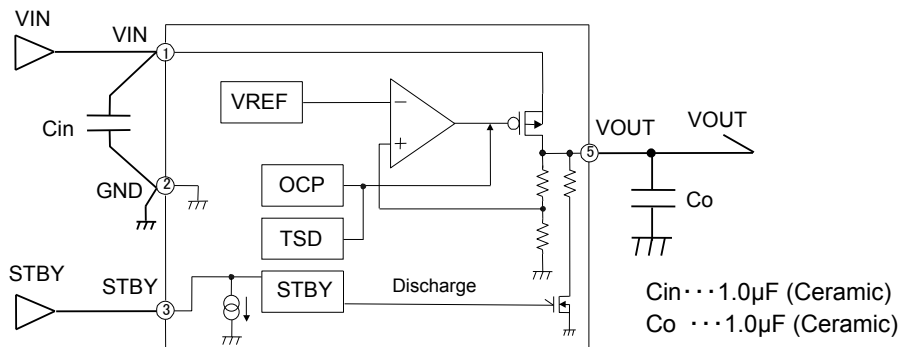 VIN
VIN
1
VREF
−
+
VOUT
VOUT
5
Cin
2
GND
OCP
Co
TSD
STBY
STBY
3
STBY
Discharge
Cin・・・1.0µF (Ceramic)
Co ・・・1.0µF (Ceramic)